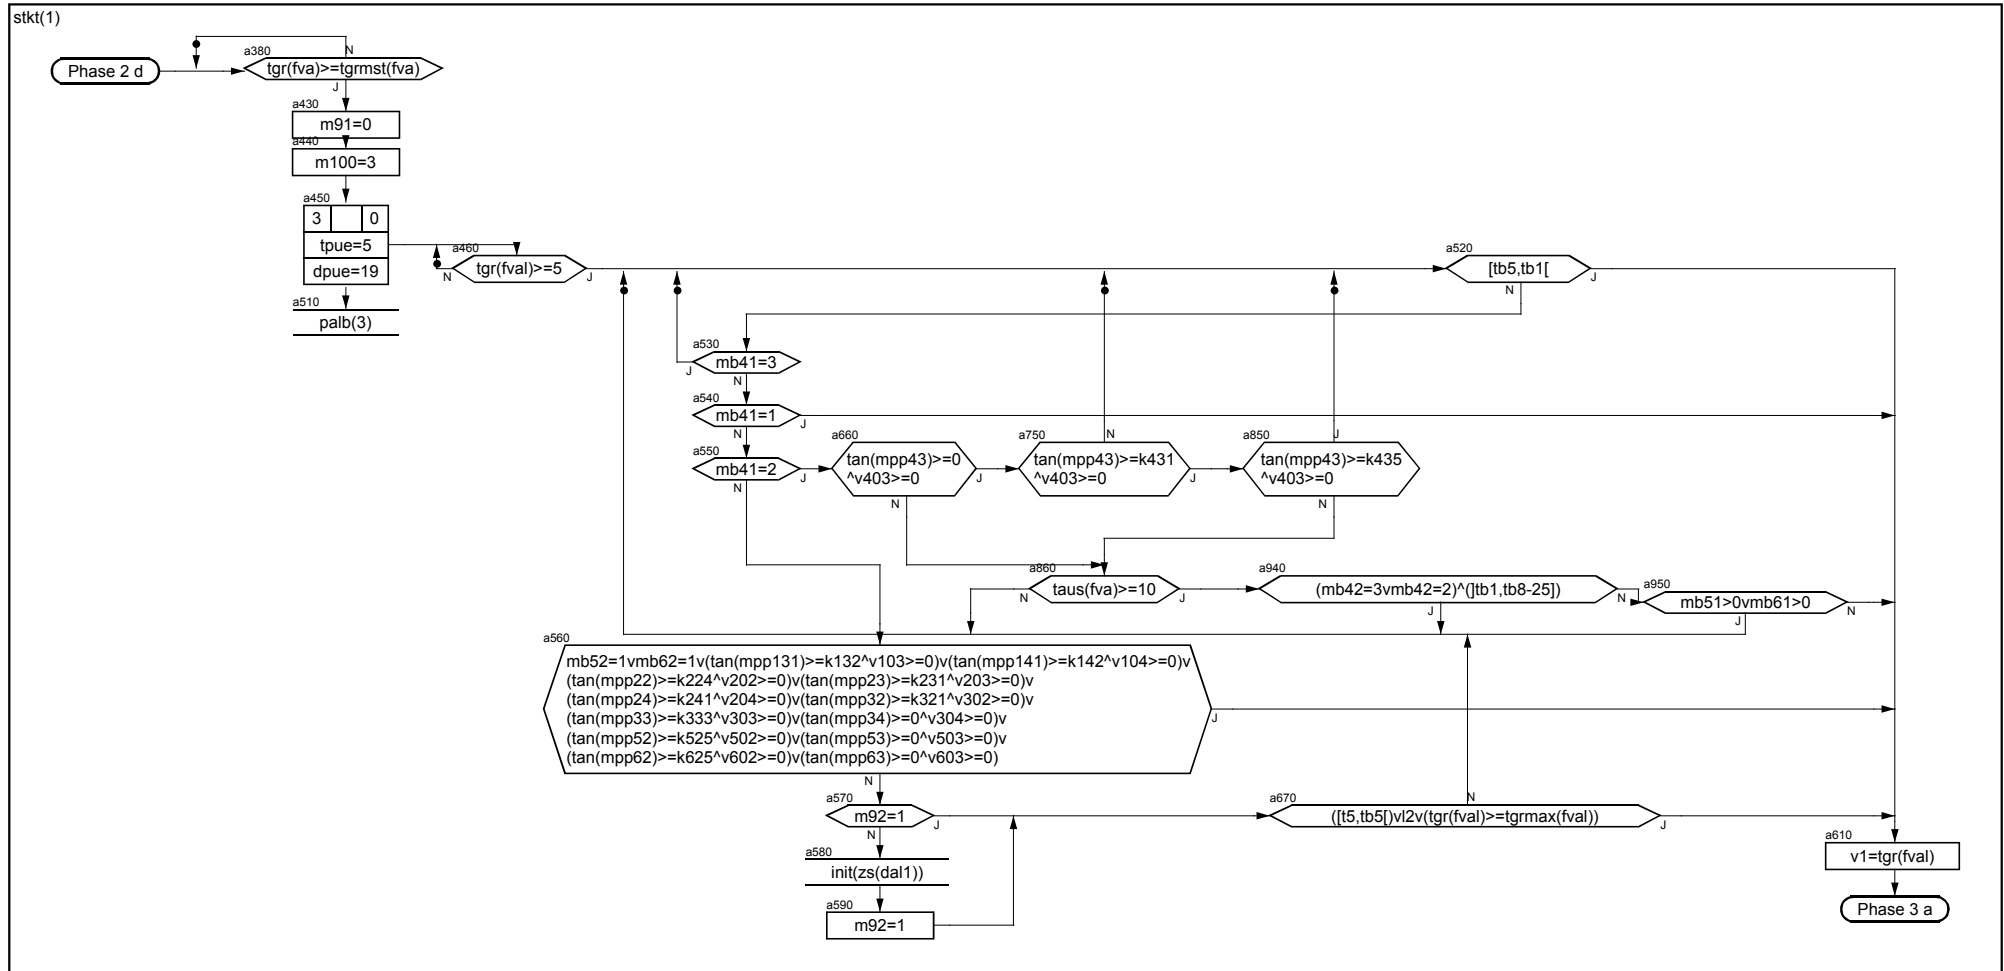 stkt(1)
a380
N
Phase 2 d
tgr(fva)>=tgrmst(fva)
J
a430
m91=0
a440
m100=3
a450
3 0
tpue=5
dpue=19
a460
tgr(fval)>=5
N
J
a510
palb(3)
a520
[tb5,tb1[
N
J
a530
mb41=3
J
N
a540
mb41=1
J
N
a550
mb41=2
J
N
a660
tan(mpp43)>=0
^v403>=0
J
N
a750
N
tan(mpp43)>=k431
^v403>=0
J
a850
J
tan(mpp43)>=k435
^v403>=0
N
a860
taus(fva)>=10
N
J
a940
(mb42=3vmb42=2)^(]tb1,tb8-25])
N
J
a950
mb51>0vmb61>0
N
J
a560
mb52=1vmb62=1v(tan(mpp131)>=k132^v103>=0)v(tan(mpp141)>=k142^v104>=0)v
(tan(mpp22)>=k224^v202>=0)v(tan(mpp23)>=k231^v203>=0)v
(tan(mpp24)>=k241^v204>=0)v(tan(mpp32)>=k321^v302>=0)v
(tan(mpp33)>=k333^v303>=0)v(tan(mpp34)>=0^v304>=0)v
(tan(mpp52)>=k525^v502>=0)v(tan(mpp53)>=0^v503>=0)v
(tan(mpp62)>=k625^v602>=0)v(tan(mpp63)>=0^v603>=0)
J
N
a570
m92=1
J
N
a670
N
([t5,tb5[)vl2v(tgr(fval)>=tgrmax(fval))
J
a580
init(zs(dal1))
a590
m92=1
a610
v1=tgr(fval)
Phase 3 a